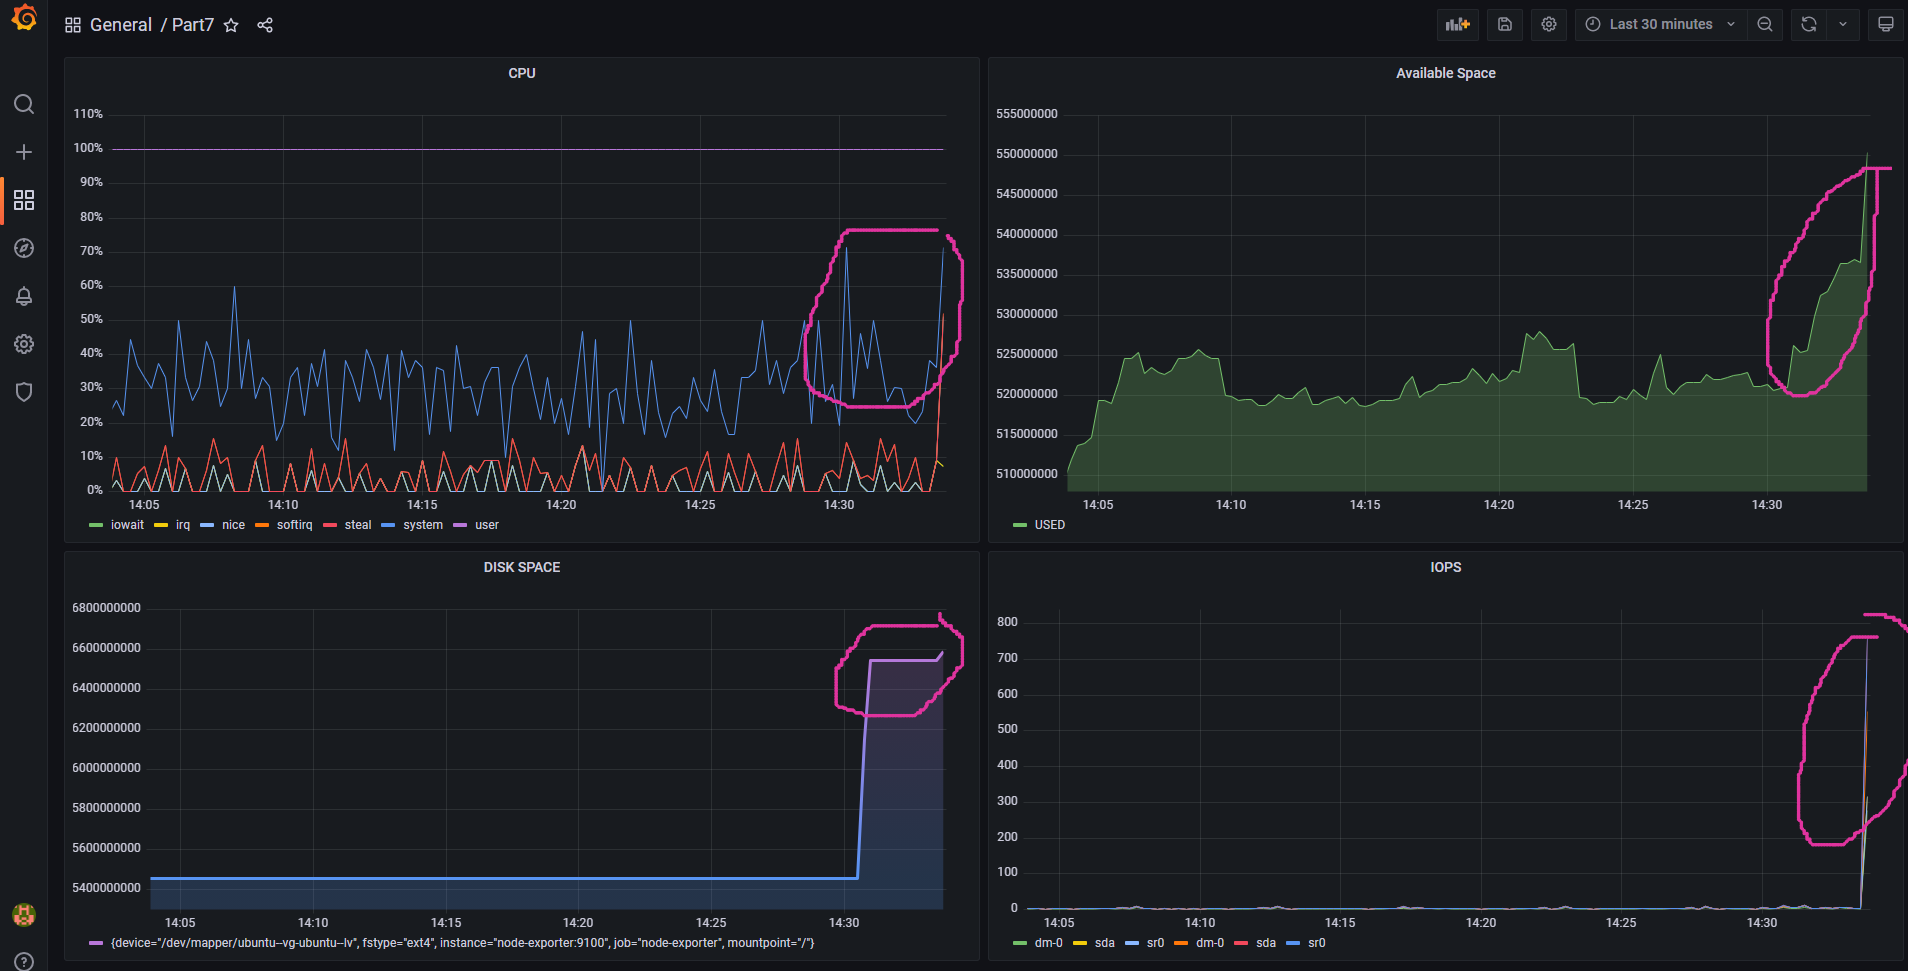 General / Part7
Last 30 minutes
CPU
110%
100%
90%
80%
70%
60%
50%
40%
30%
20%
10%
0%
14:05 14:10 14:15 14:20 14:25 14:30
iowait irq nice softirq steal system user
Available Space
555000000
550000000
545000000
540000000
535000000
530000000
525000000
520000000
515000000
510000000
14:05 14:10 14:15 14:20 14:25 14:30
USED
DISK SPACE
6800000000
6600000000
6400000000
6200000000
6000000000
5800000000
5600000000
5400000000
14:05 14:10 14:15 14:20 14:25 14:30
{device="/dev/mapper/ubuntu--vg-ubuntu--lv", fstype="ext4", instance="node-exporter:9100", job="node-exporter", mountpoint="/"}
IOPS
800
700
600
500
400
300
200
100
0
14:05 14:10 14:15 14:20 14:25 14:30
dm-0 sda sr0 dm-0 sda sr0